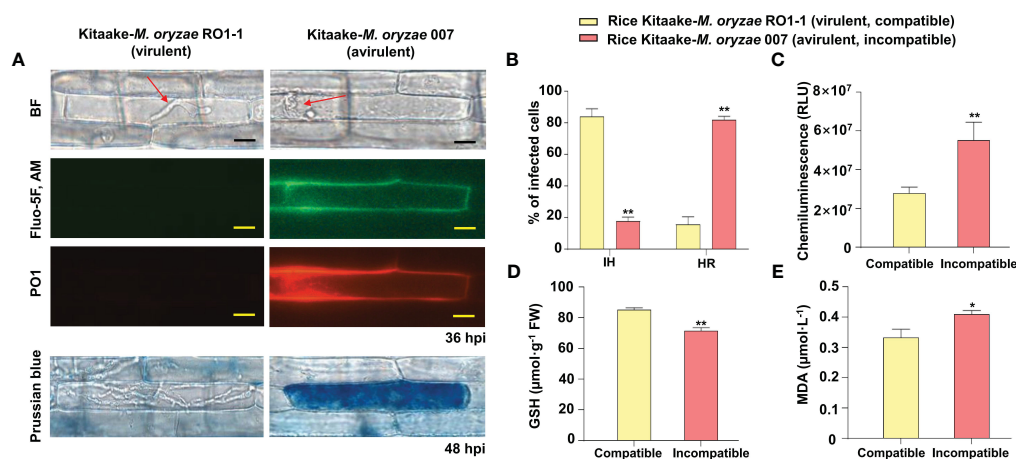 Rice Kitaake-M. oryzae RO1-1 (virulent, compatible)
Rice Kitaake-M. oryzae 007 (avirulent, incompatible)
A
Kitaake-M. oryzae RO1-1
(virulent)
Kitaake-M. oryzae 007
(avirulent)
BF
Fluo-5F, AM
PO1
36 hpi
Prussian blue
48 hpi
B
% of infected cells
100
80
60
40
20
0
**
**
IH
HR
C
Chemiluminescence (RLU)
8×10⁷
6×10⁷
4×10⁷
2×10⁷
0
**
Compatible
Incompatible
D
GSH (μmol·g⁻¹ FW)
100
80
60
40
20
0
**
Compatible
Incompatible
E
MDA (μmol·L⁻¹)
0.5
0.4
0.3
0.2
0.1
0
*
Compatible
Incompatible